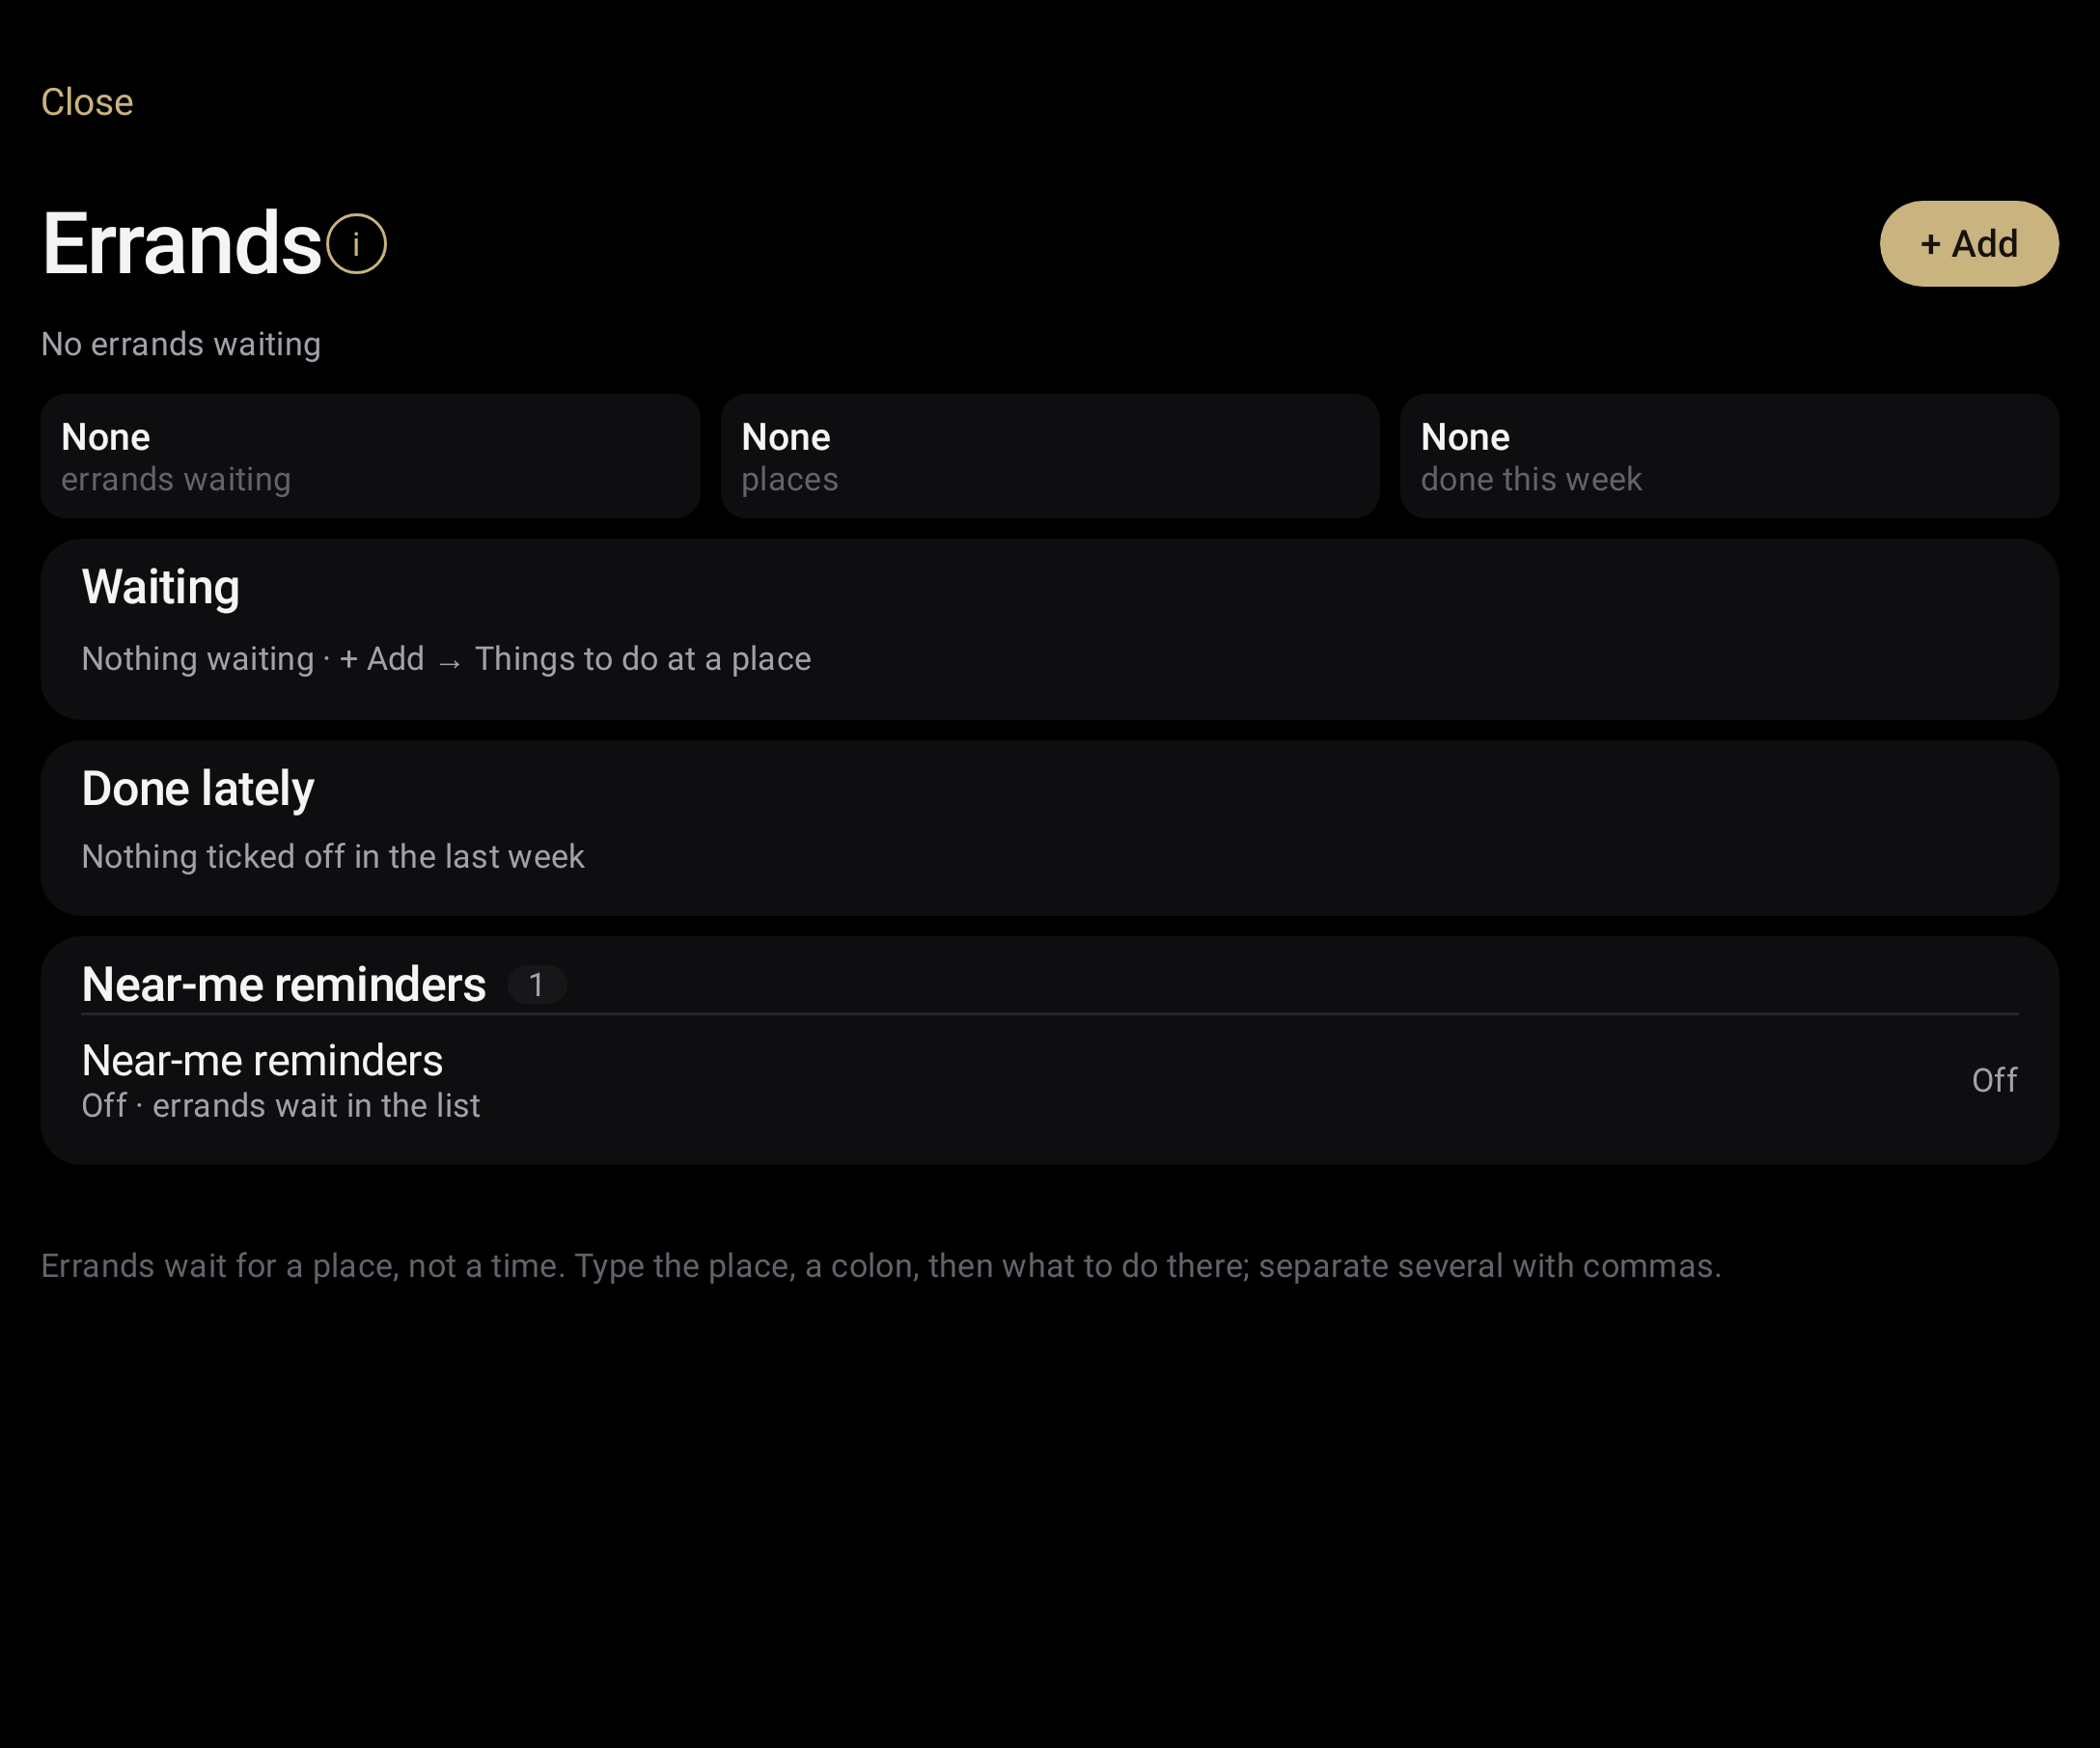 Close
Errands i
+ Add
No errands waiting
None
errands waiting
None
places
None
done this week
Waiting
Nothing waiting · + Add → Things to do at a place
Done lately
Nothing ticked off in the last week
Near-me reminders 1
Near-me reminders
Off · errands wait in the list
Off
Errands wait for a place, not a time. Type the place, a colon, then what to do there; separate several with commas.